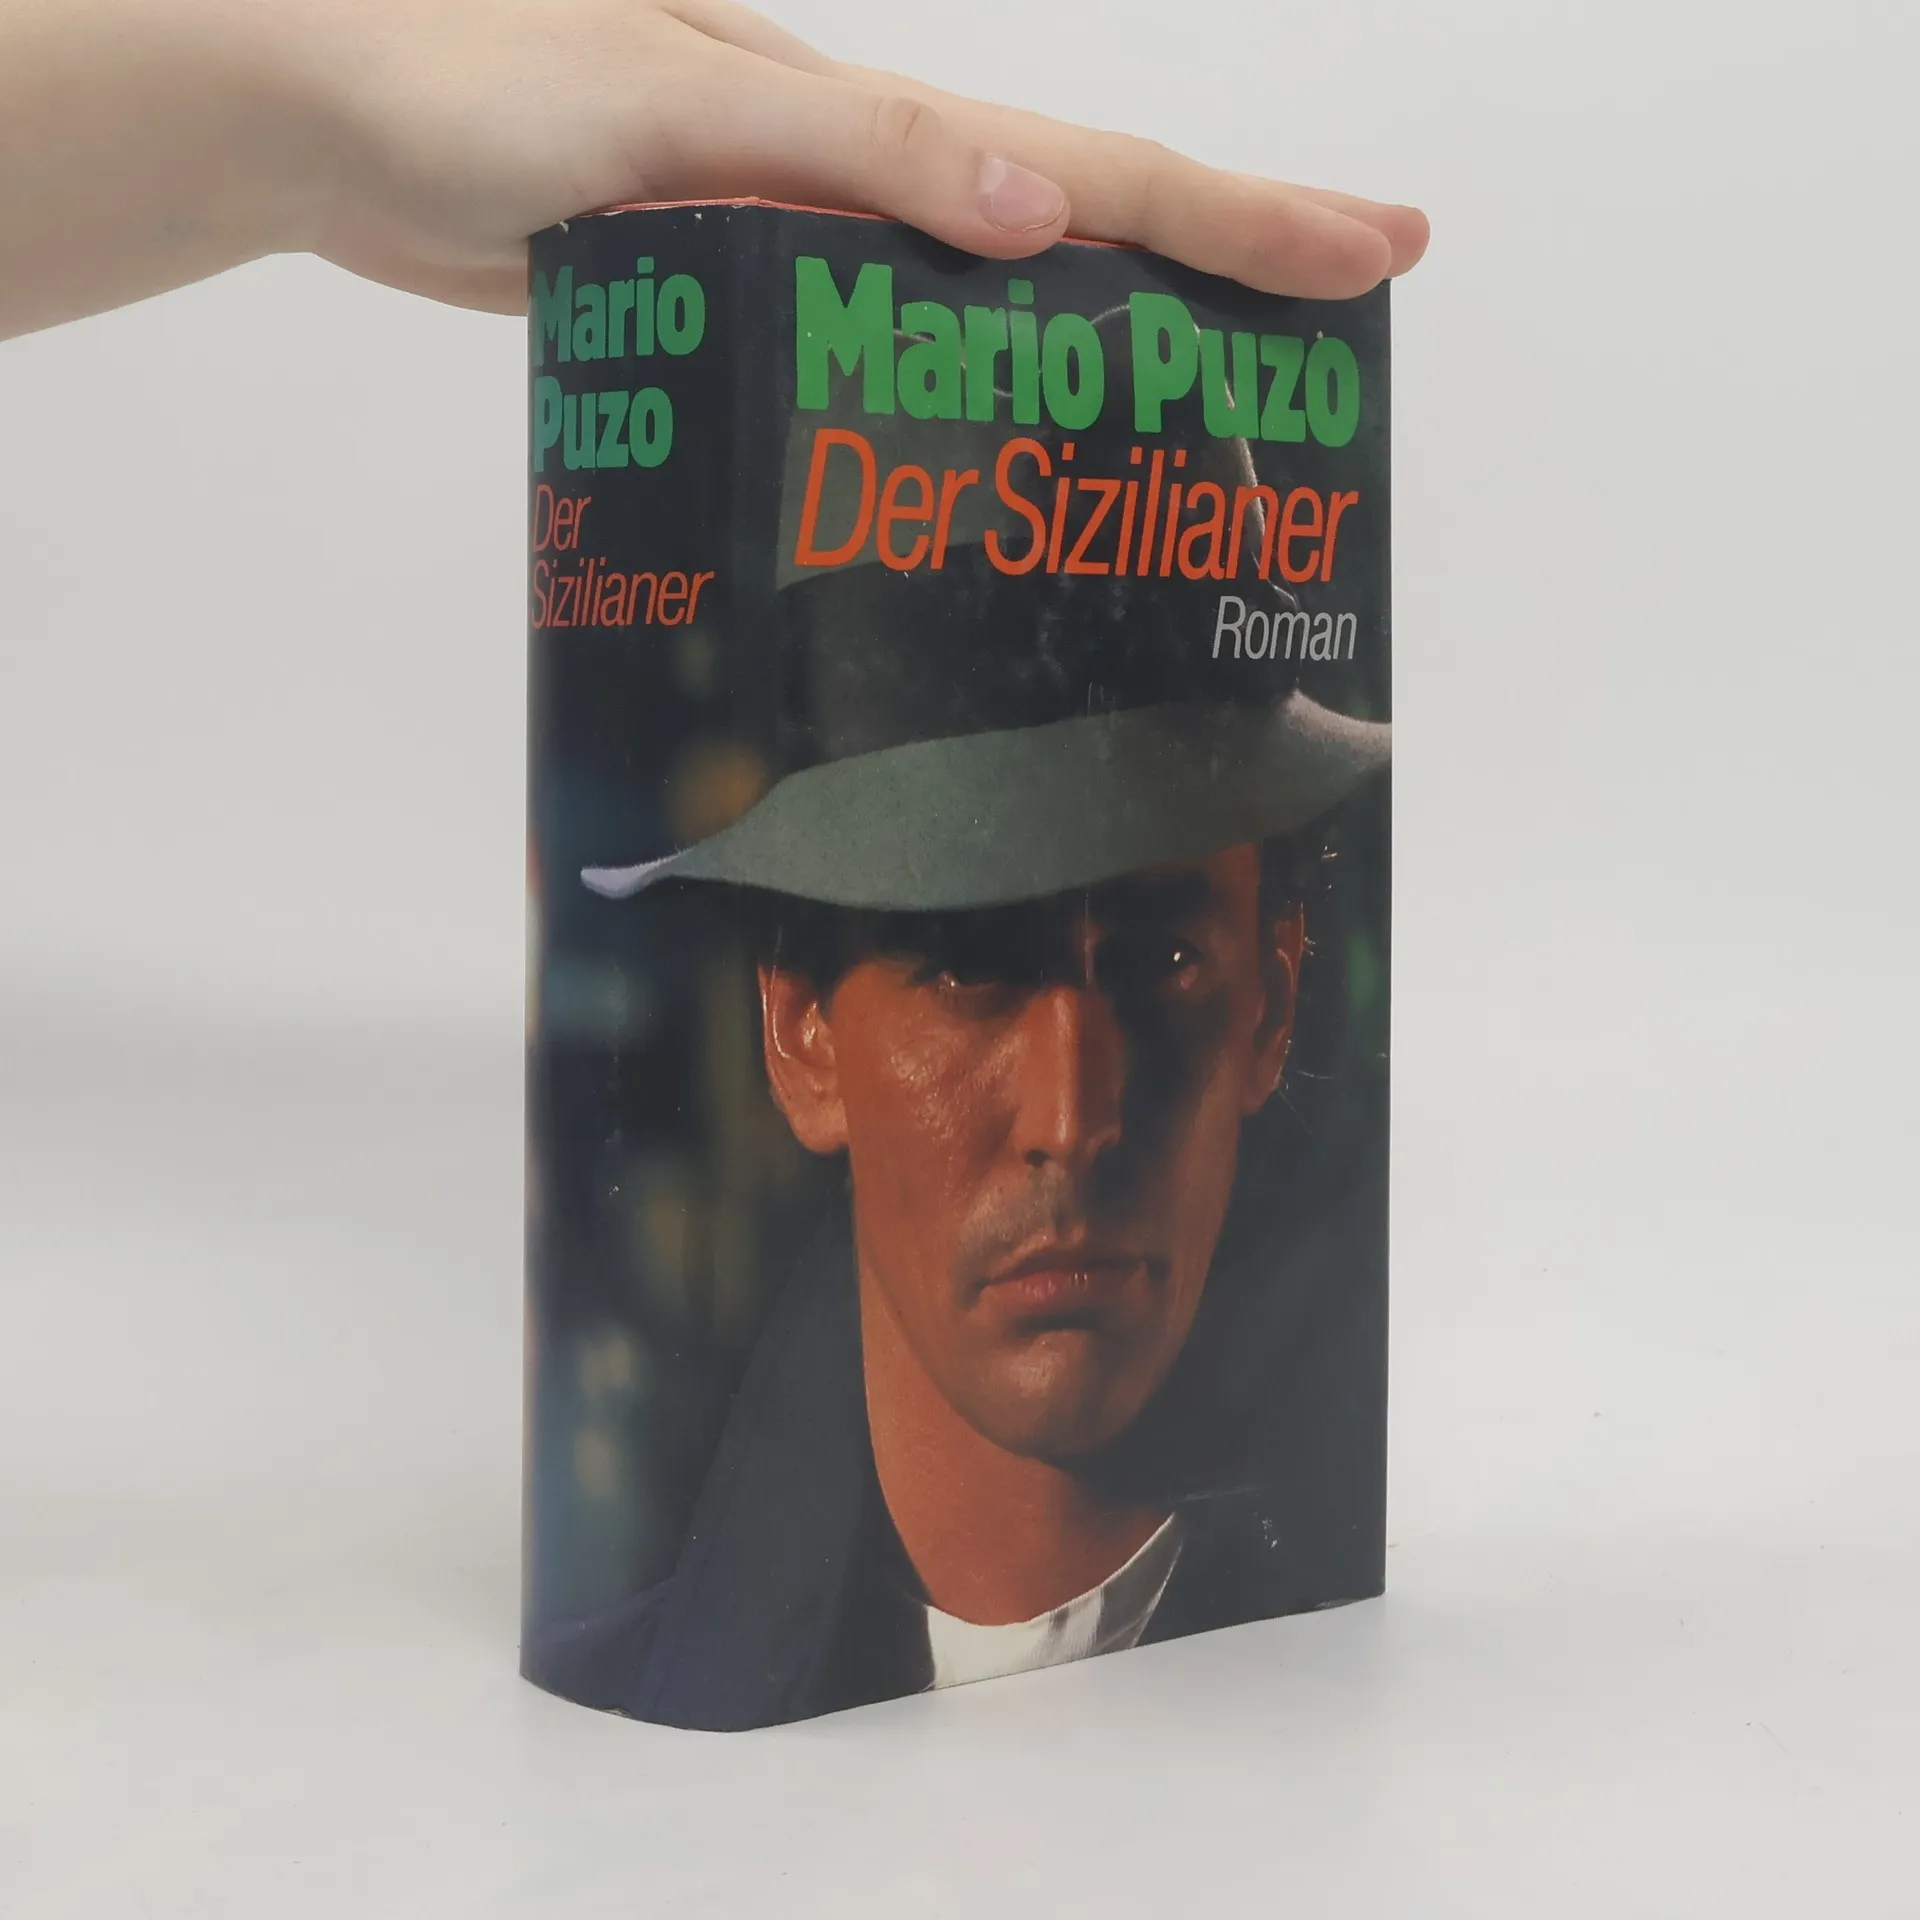 Mario
Puzo
Der
Sizilianer
Mario Puzo
Der Sizilianer
Roman